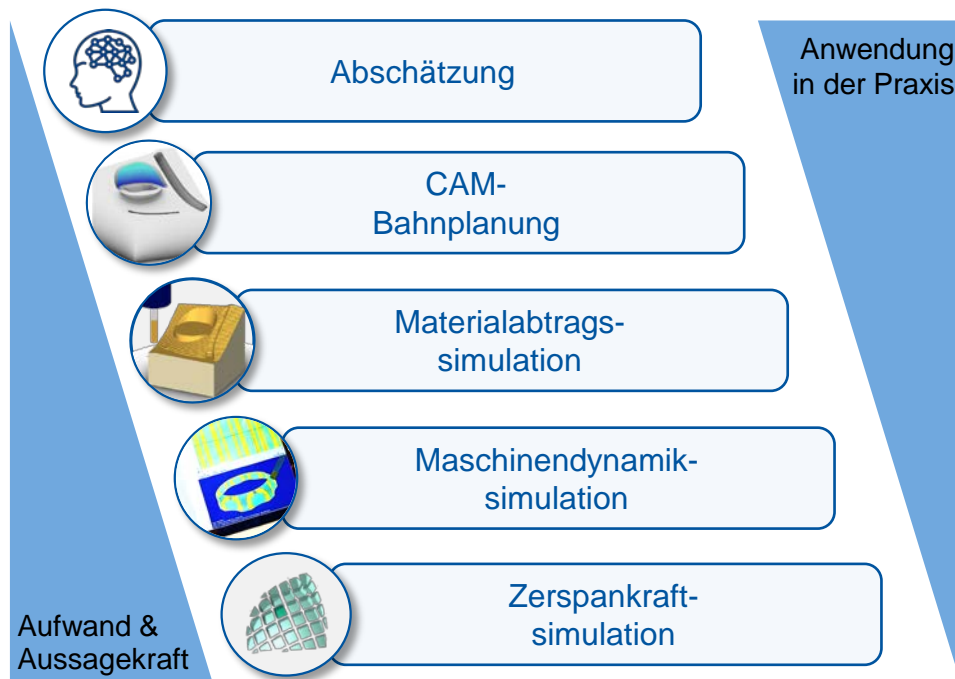 Abschätzung
Anwendung
in der Praxis
CAM-
Bahnplanung
Materialabtrags-
simulation
Maschinendynamik-
simulation
Zerspankraft-
simulation
Aufwand &
Aussagekraft